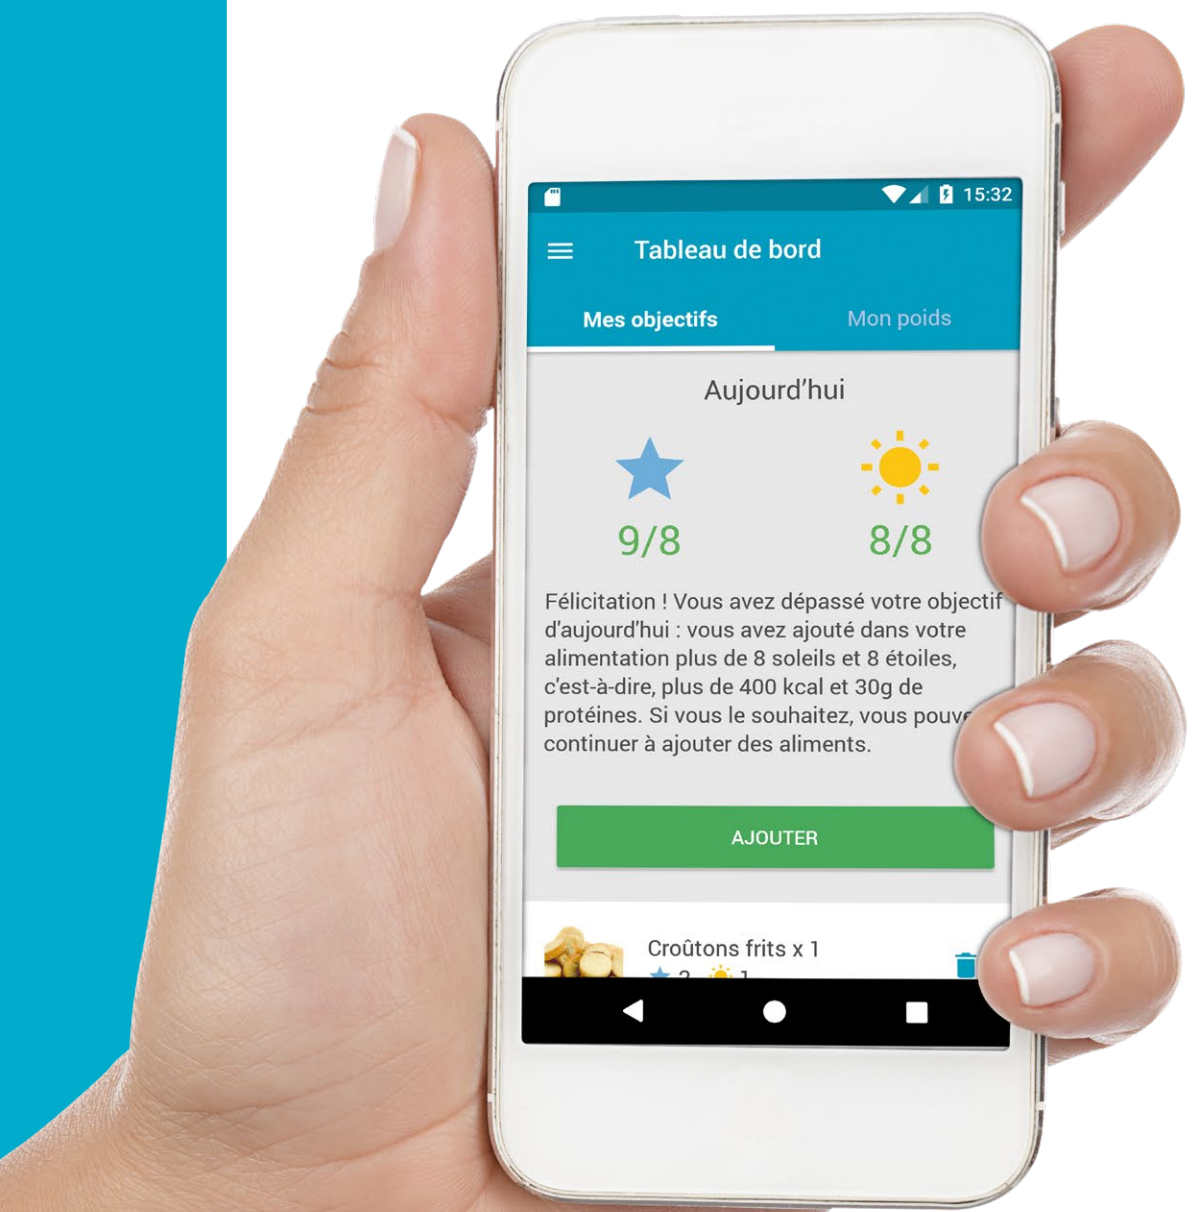 15:32
Tableau de bord
Mes objectifs
Mon poids
Aujourd'hui
9/8
8/8
Félicitation ! Vous avez dépassé votre objectif
d'aujourd'hui : vous avez ajouté dans votre
alimentation plus de 8 soleils et 8 étoiles,
c'est-à-dire, plus de 400 kcal et 30g de
protéines. Si vous le souhaitez, vous
continuer à ajouter des aliments.
AJOUTER
Croûtons frits x 1
2 1